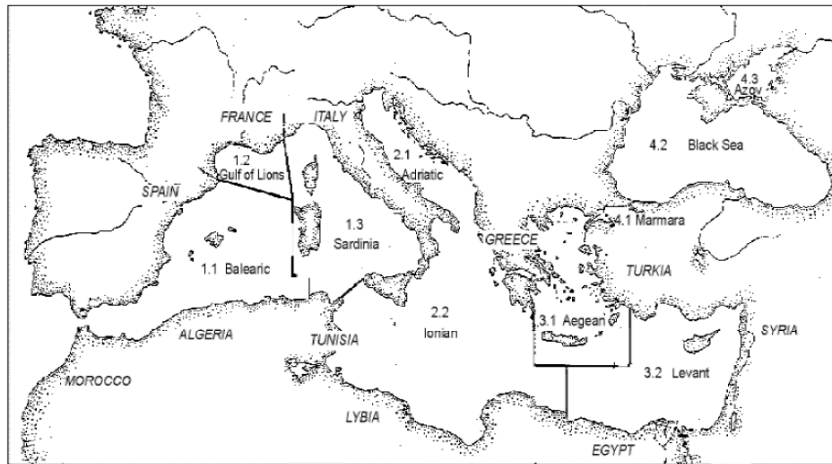 4.3
Azov
FRANCE
ITALY
4.2 Black Sea
1.2
Gulf of Lions
2.1
Adriatic
SPAIN
1.3
Sardinia
4.1 Marmara
GREECE
1.1 Balearic
TURKIA
2.2
Ionian
3.1 Aegean
ALGERIA
TUNISIA
SYRIA
3.2 Levant
MOROCCO
LYBIA
EGYPT